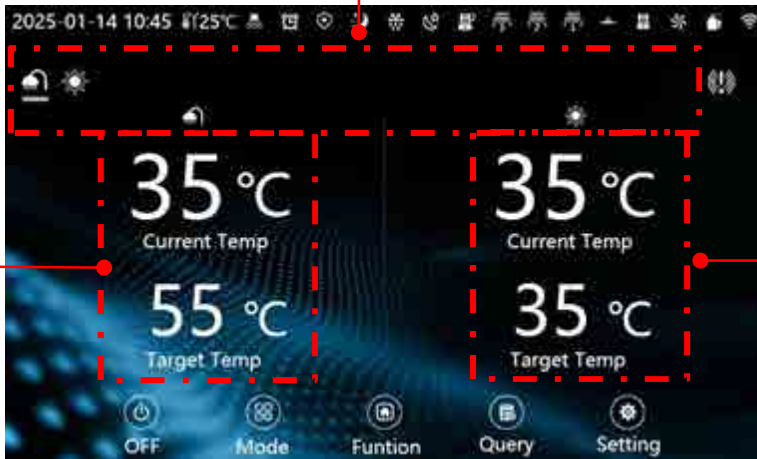 2025-01-14 10:45 25℃
35 ℃ 35 ℃
Current Temp Current Temp
55 ℃ 35 ℃
Target Temp Target Temp
OFF Mode Funtion Query Setting